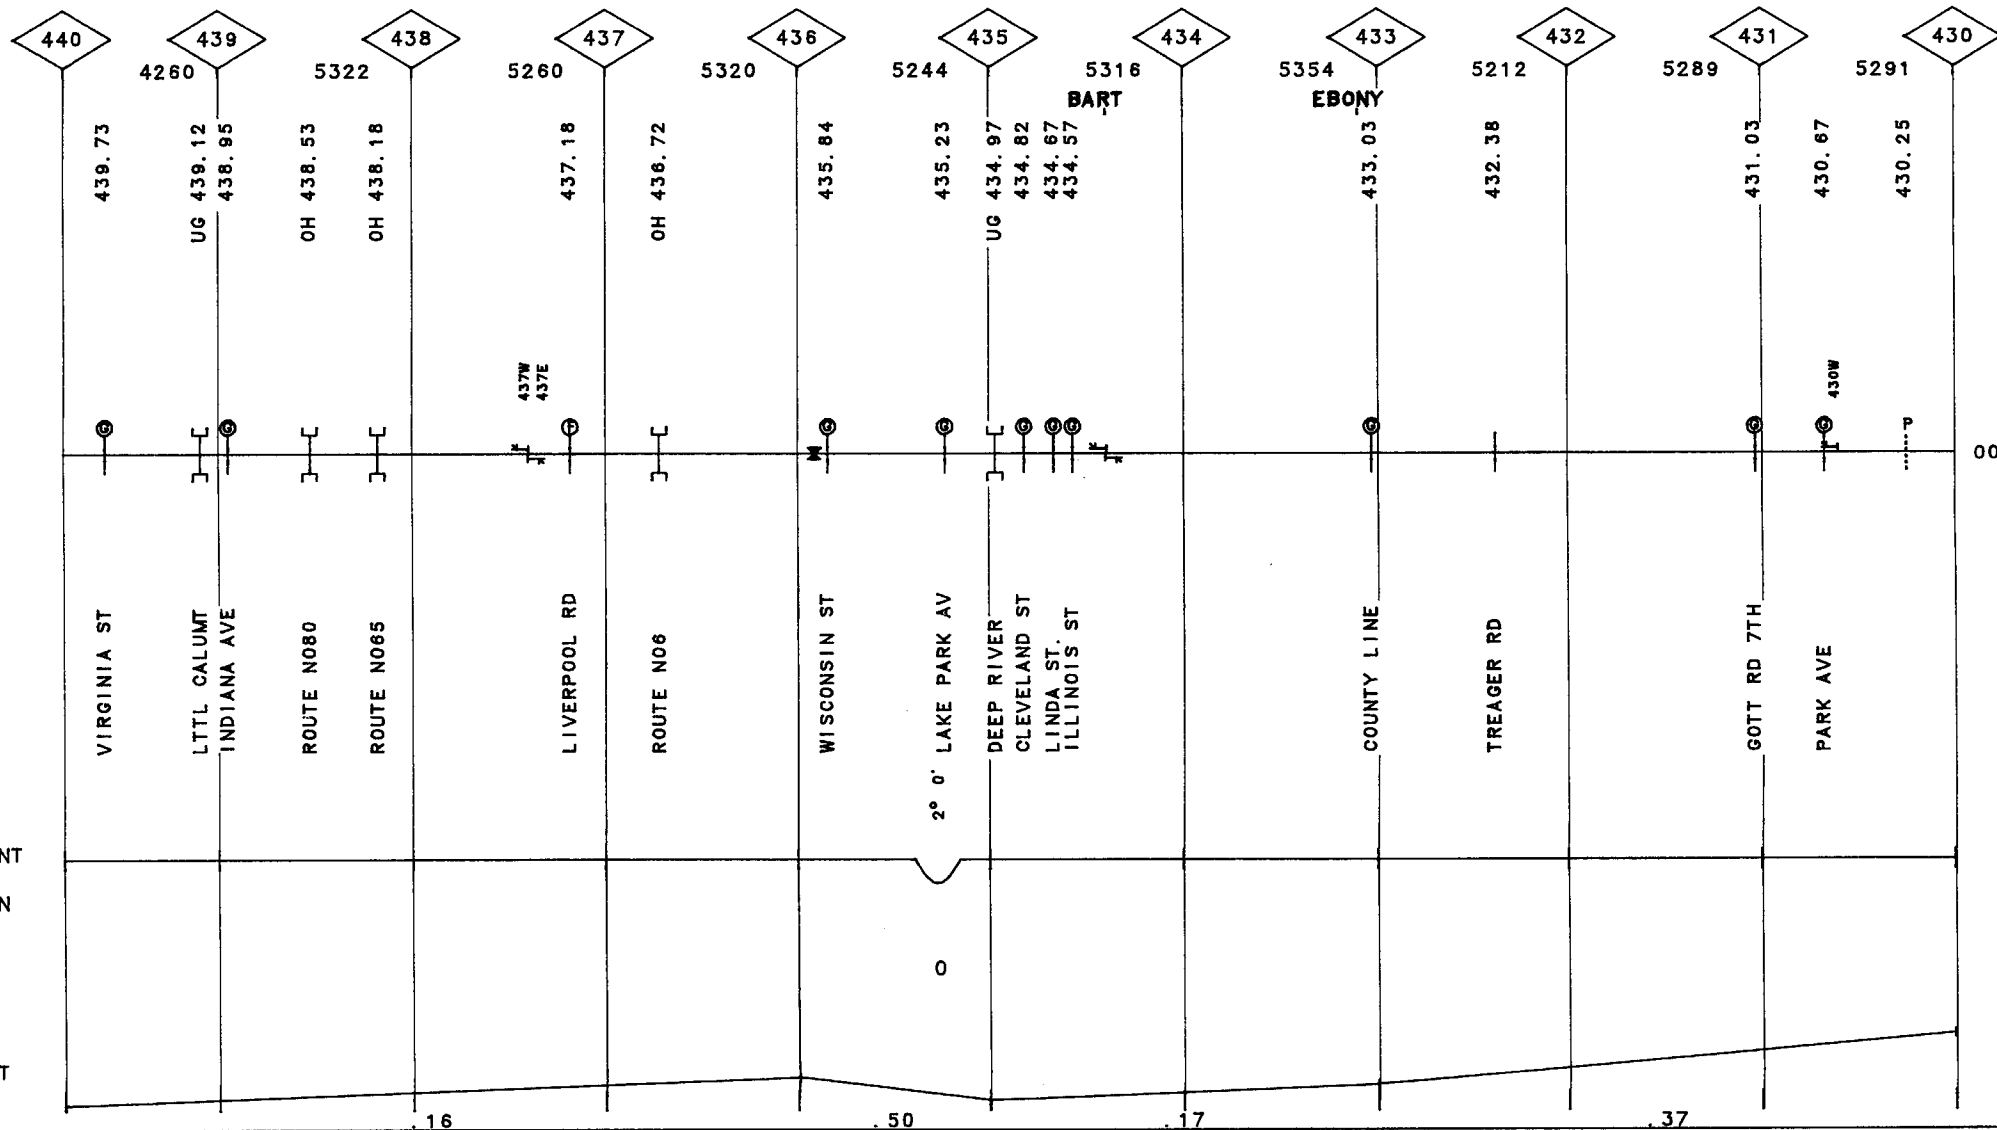 440 439 438 437 436 435 434 433 432 431 430
4260 5322 5260 5320 5244 5316 5354 5212 5289 5291
BART EBONY
439.73
UG 439.12
438.95
OH 438.53
OH 438.18
437.18
OH 436.72
435.84
435.23
UG 434.97
434.82
434.67
434.57
433.03
432.38
431.03
430.67
430.25
437W
437E
430W
G G G G G G G G G G G
P
00
VIRGINIA ST
LTTL CALUMT
INDIANA AVE
ROUTE NO80
ROUTE NO65
LIVERPOOL RD
ROUTE NO6
WISCONSIN ST
LAKE PARK AV
DEEP RIVER
CLEVELAND ST
LINDA ST.
ILLINOIS ST
COUNTY LINE
TREAGER RD
GOTT RD 7TH
PARK AVE
2° 0'
NT
N
0
T
.16 .50 .17 .37